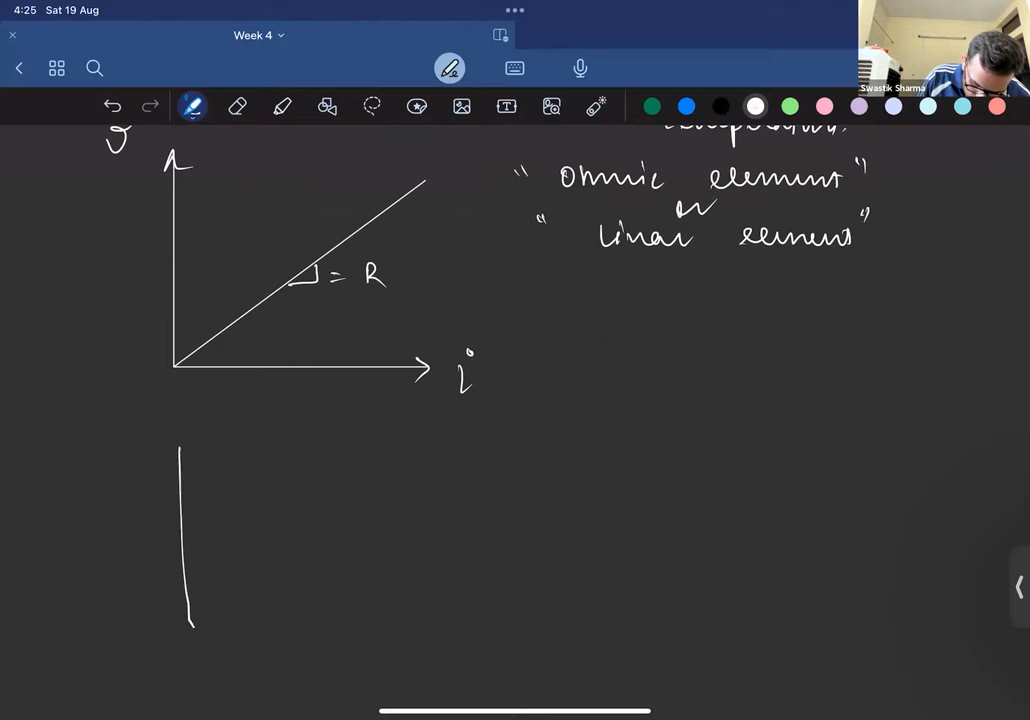 4:25 Sat 19 Aug
Week 4
Swastik Sharma
v
"Ohmic element"
or
"Linear element"
= R
i